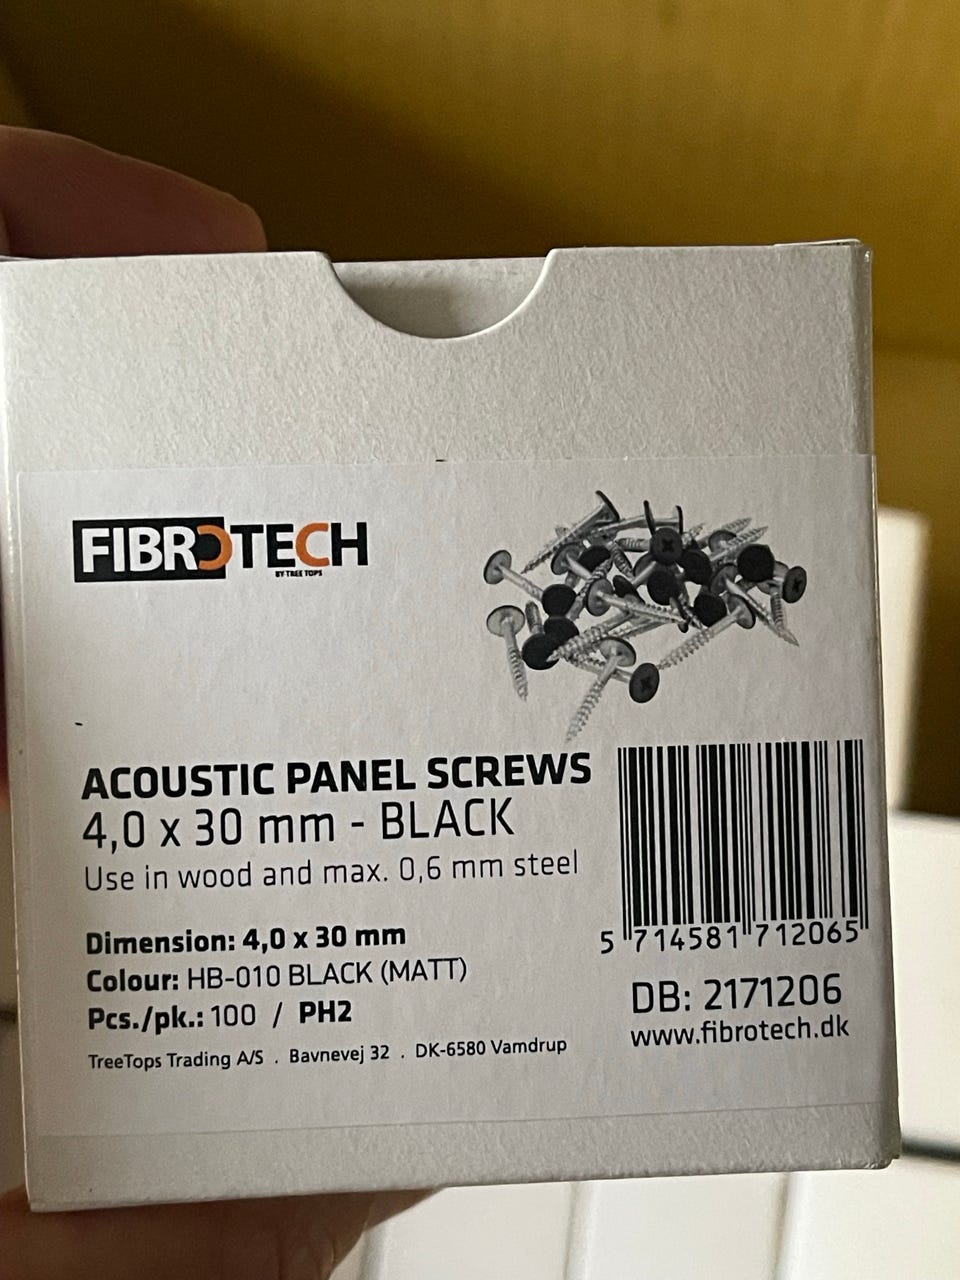 FIBROTECH
BY TREE TOPS
ACOUSTIC PANEL SCREWS
4,0 x 30 mm - BLACK
Use in wood and max. 0,6 mm steel
Dimension: 4,0 x 30 mm
Colour: HB-010 BLACK (MATT)
Pcs./pk.: 100 / PH2
TreeTops Trading A/S . Bavnevej 32 . DK-6580 Vamdrup
5 714581 712065
DB: 2171206
www.fibrotech.dk